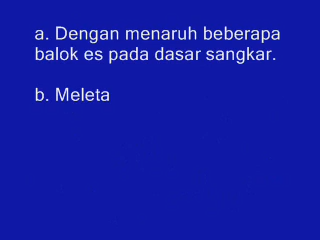 a. Dengan menaruh beberapa
balok es pada dasar sangkar.
b. Meleta